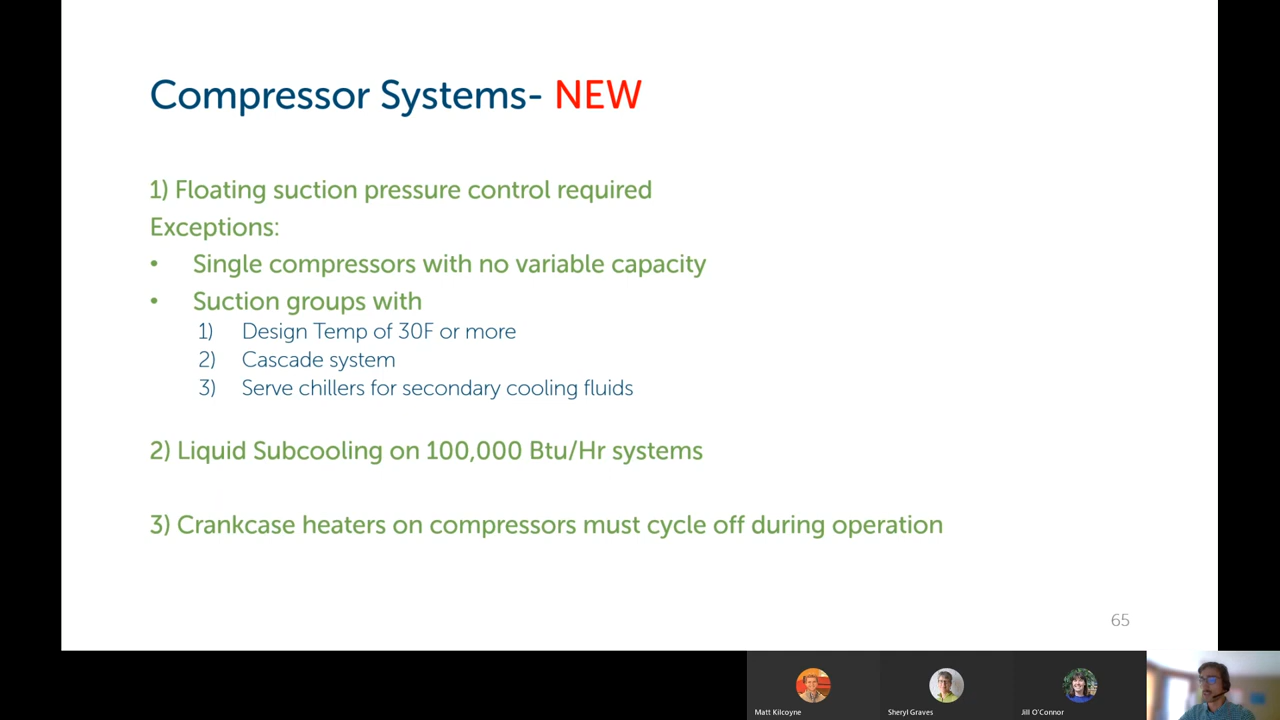 Compressor Systems- NEW
1) Floating suction pressure control required
Exceptions:
• Single compressors with no variable capacity
• Suction groups with
1) Design Temp of 30F or more
2) Cascade system
3) Serve chillers for secondary cooling fluids
2) Liquid Subcooling on 100,000 Btu/Hr systems
3) Crankcase heaters on compressors must cycle off during operation
65
Matt Kilcoyne
Sheryl Graves
Jill O'Connor